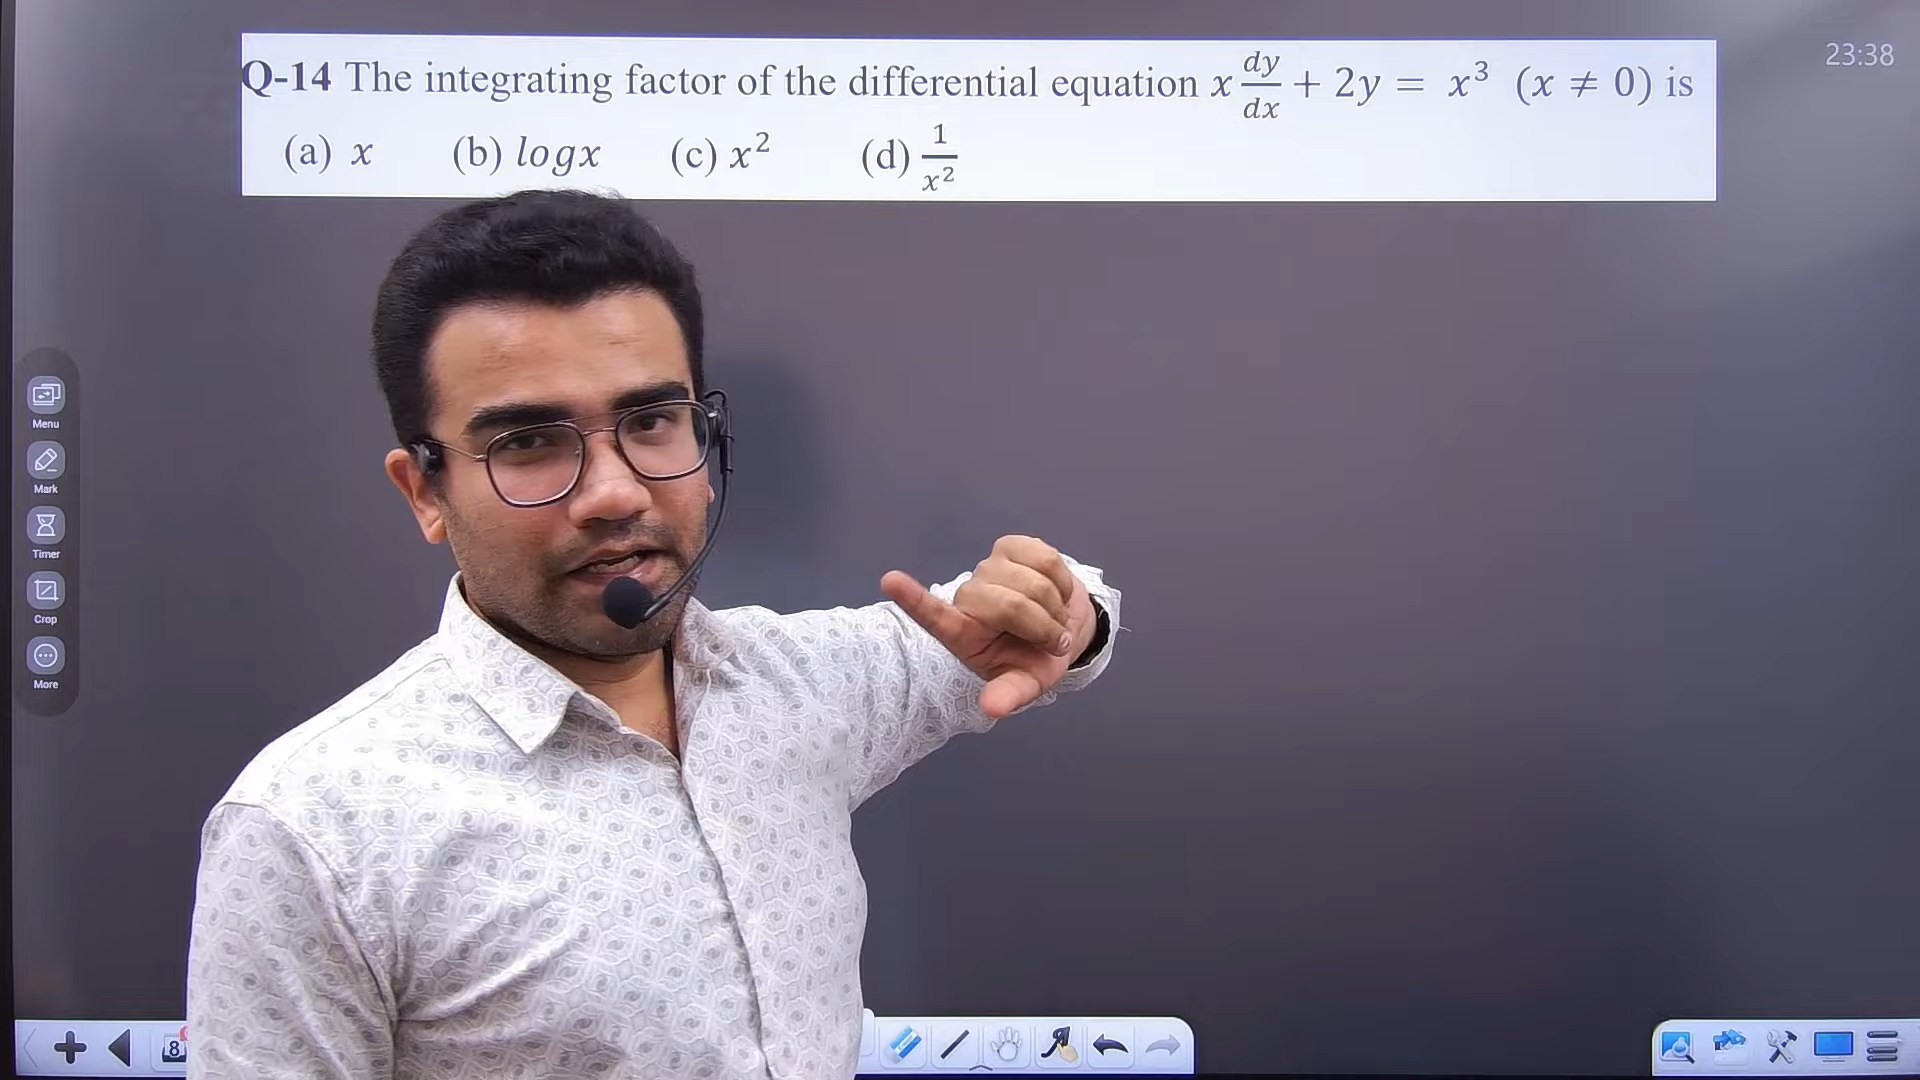 23:38
Q-14 The integrating factor of the differential equation x dy/dx + 2y = x³ (x ≠ 0) is
(a) x (b) logx (c) x² (d) 1/x²
Menu
Mark
Timer
Crop
More
8